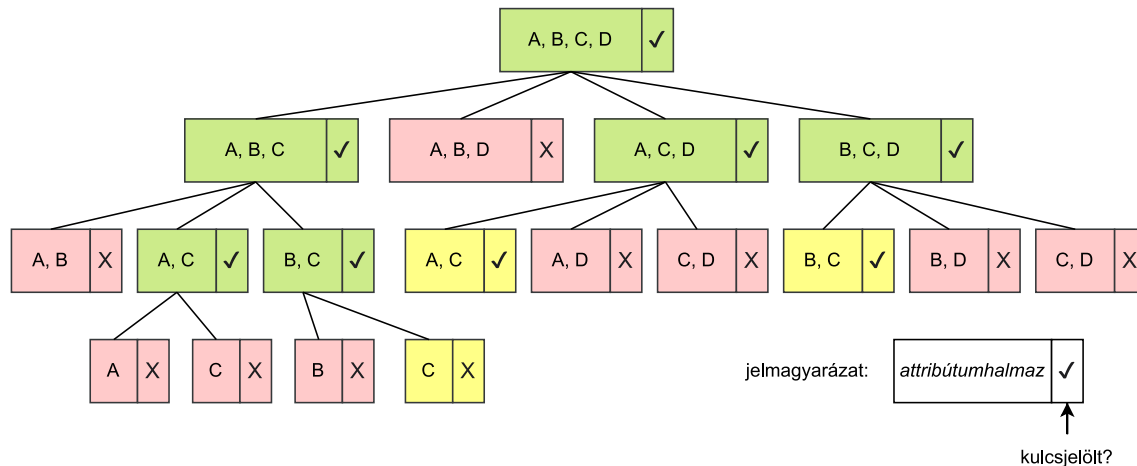 A, B, C, D ✓
A, B, C ✓ A, B, D X A, C, D ✓ B, C, D ✓
A, B X A, C ✓ B, C ✓ A, C ✓ A, D X C, D X B, C ✓ B, D X C, D X
A X C X B X C X
jelmagyarázat: attribútumhalmaz ✓
kulcsjelölt?